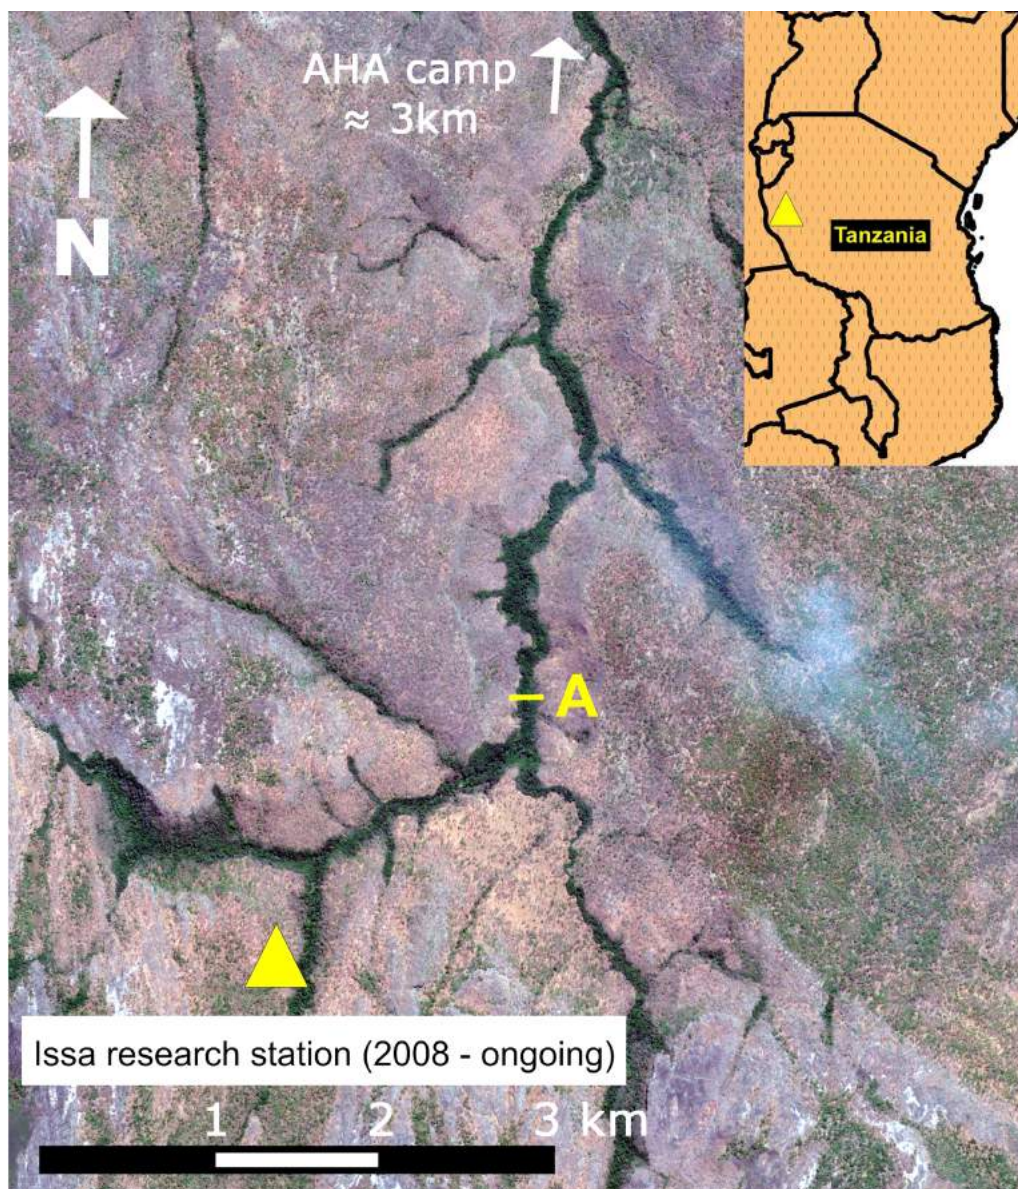 AHA camp
≈ 3km
N
Tanzania
A
Issa research station (2008 - ongoing)
1 2 3 km